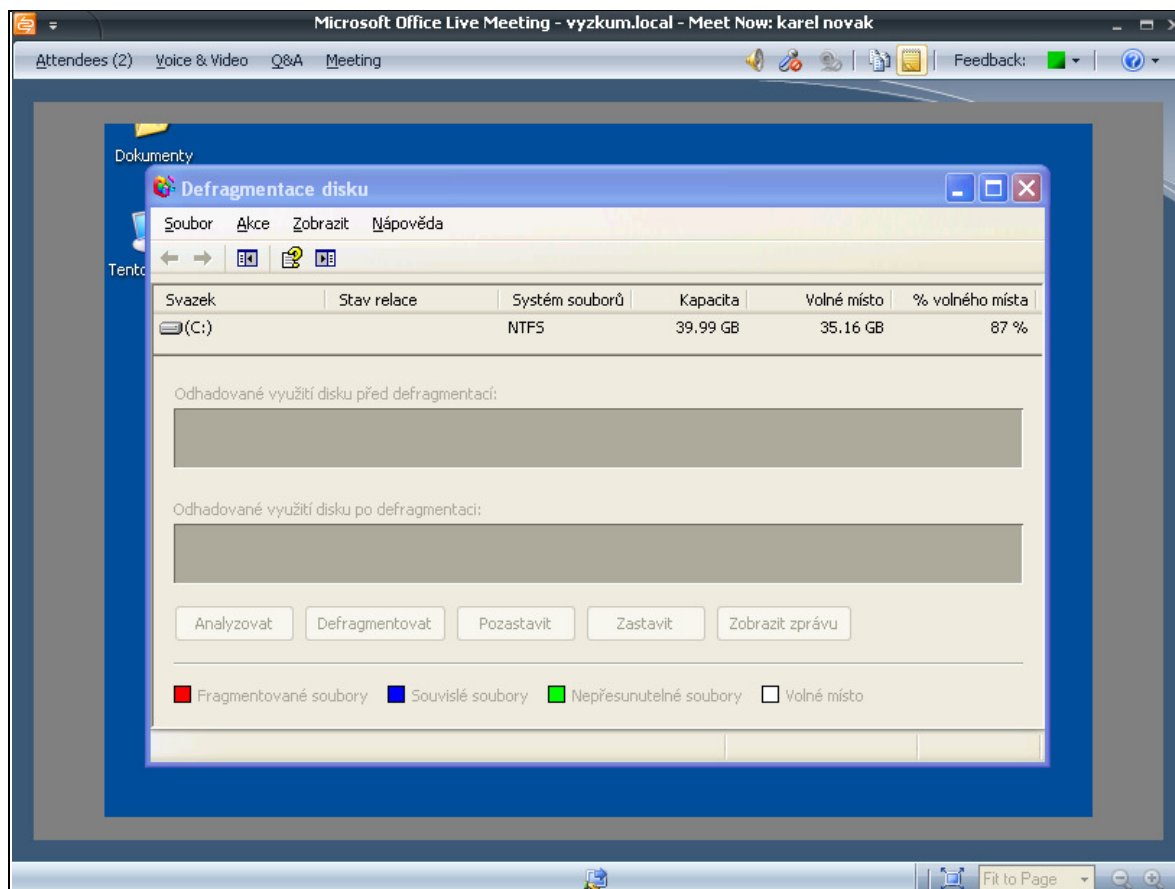 Microsoft Office Live Meeting - vyzkum.local - Meet Now: karel novak
Attendees (2) Voice & Video Q&A Meeting Feedback:
Dokumenty
Defragmentace disku
Soubor Akce Zobrazit Nápověda
Svazek Stav relace Systém souborů Kapacita Volné místo % volného místa
(C:) NTFS 39.99 GB 35.16 GB 87 %
Odhadované využití disku před defragmentací:
Odhadované využití disku po defragmentaci:
Analyzovat Defragmentovat Pozastavit Zastavit Zobrazit zprávu
Fragmentované soubory Souvislé soubory Nepřesunutelné soubory Volné místo
Fit to Page